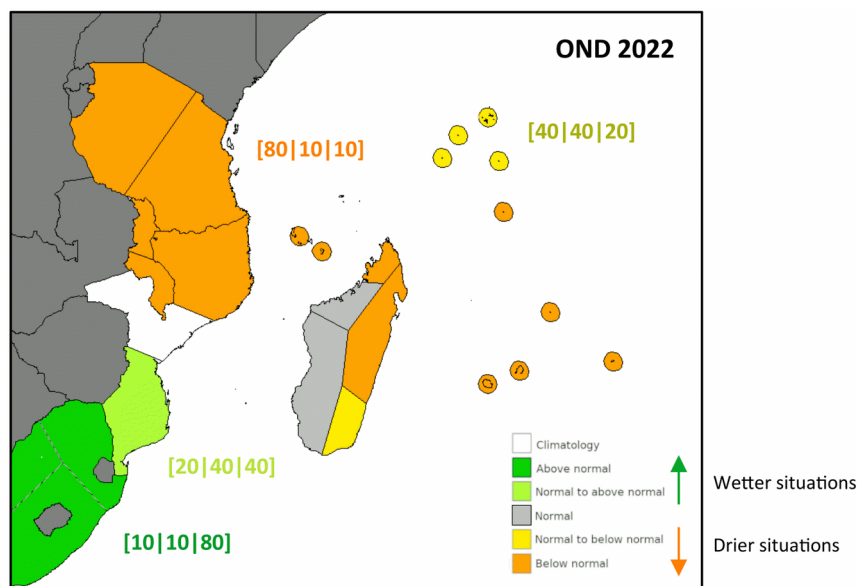 OND 2022
[80|10|10]
[40|40|20]
[20|40|40]
[10|10|80]
Climatology
Above normal
Normal to above normal
Normal
Normal to below normal
Below normal
Wetter situations
Drier situations